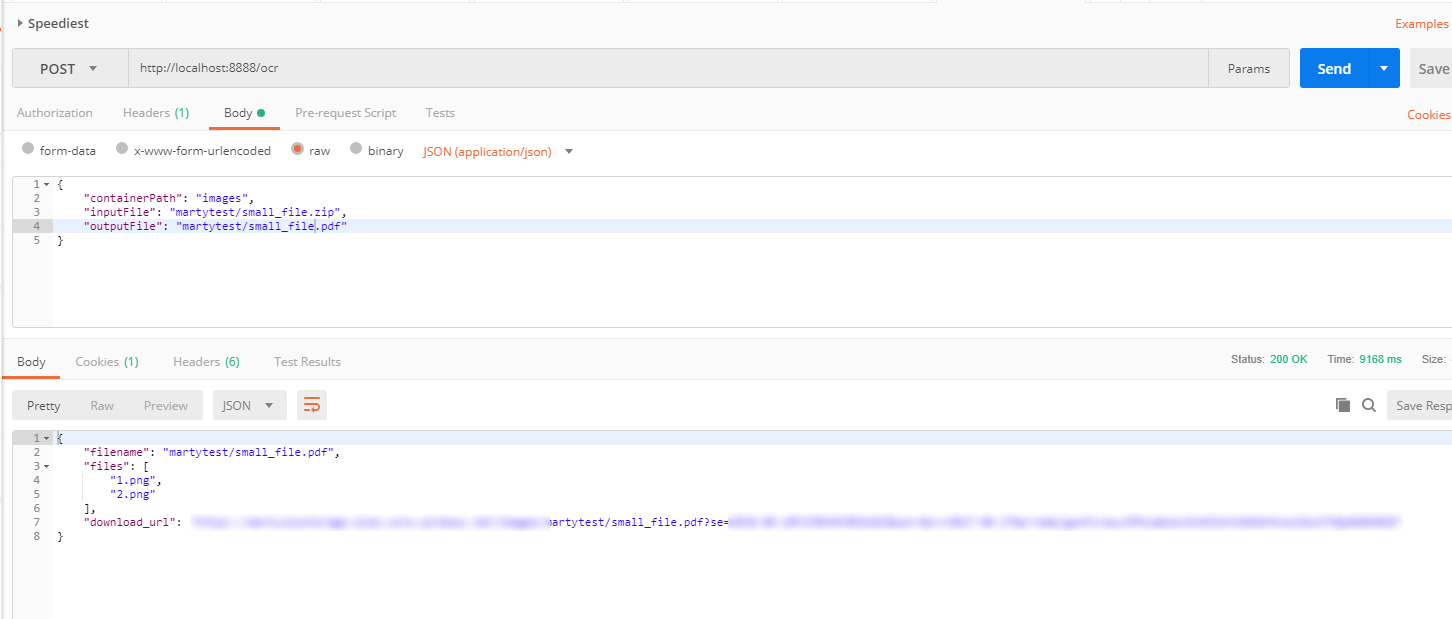 Speediest
Examples
POST
http://localhost:8888/ocr
Params
Send
Save
Authorization
Headers (1)
Body
Pre-request Script
Tests
Cookies
form-data
x-www-form-urlencoded
raw
binary
JSON (application/json)
1 {
2 "containerPath": "images",
3 "inputFile": "martytest/small_file.zip",
4 "outputFile": "martytest/small_file.pdf"
5 }
Body
Cookies (1)
Headers (6)
Test Results
Status: 200 OK
Time: 9168 ms
Size:
Pretty
Raw
Preview
JSON
Save Resp
1 {
2 "filename": "martytest/small_file.pdf",
3 "files": [
4 "1.png",
5 "2.png"
6 ],
7 "download_url": martytest/small_file.pdf?se=
8 }